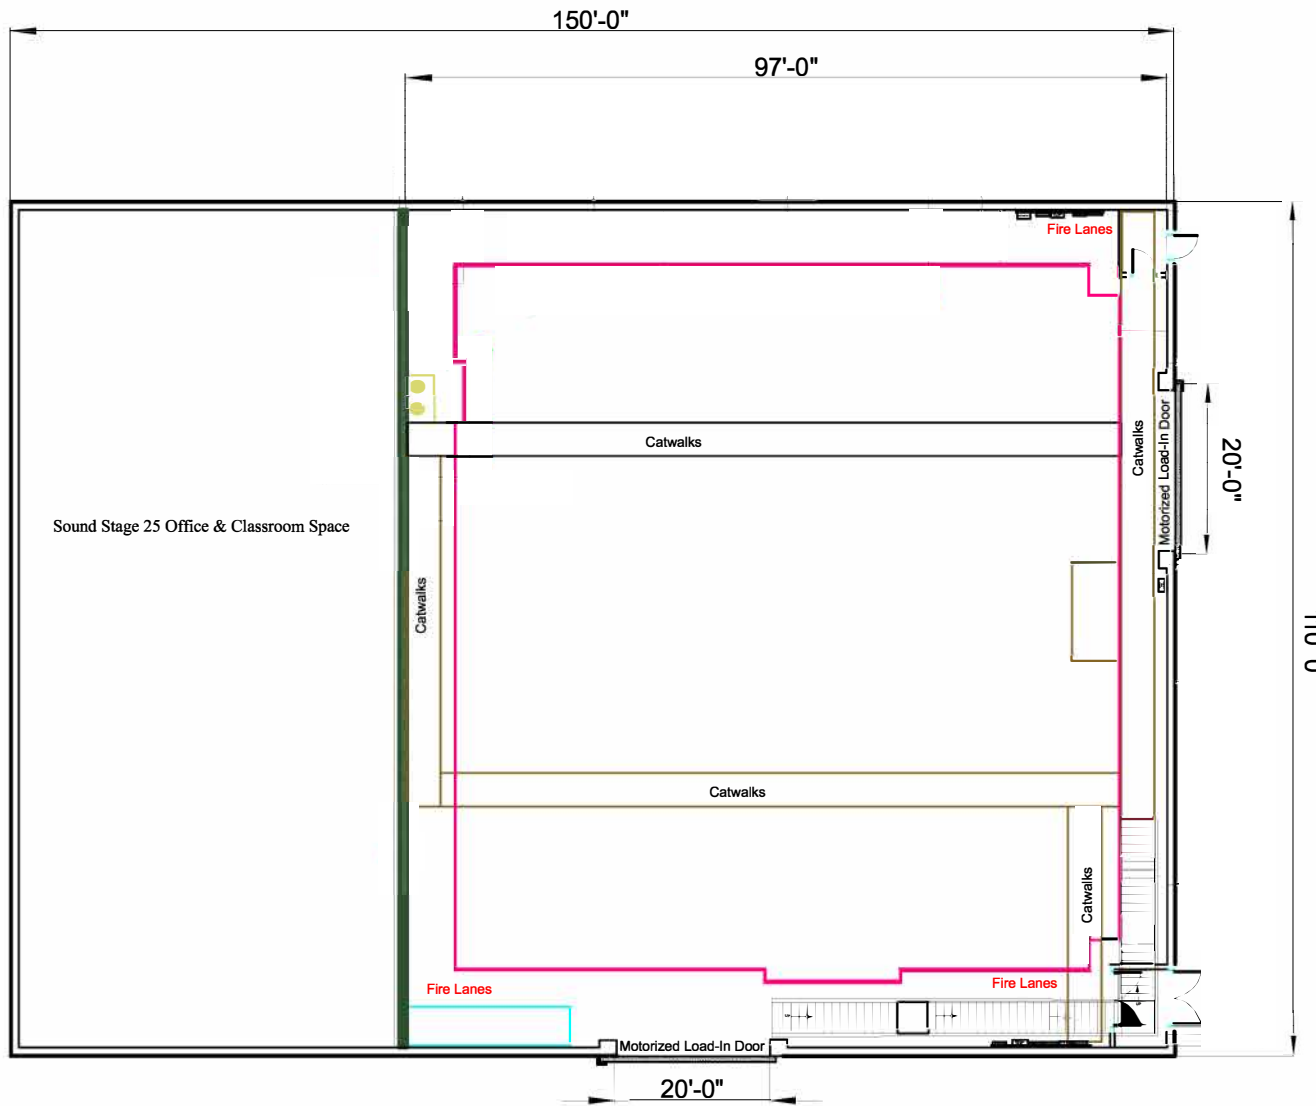 150'-0"
97'-0"
Fire Lanes
Catwalks
Catwalks
Motorized Load-In Door
20'-0"
Sound Stage 25 Office & Classroom Space
Catwalks
Catwalks
Catwalks
Fire Lanes
Fire Lanes
Motorized Load-In Door
20'-0"